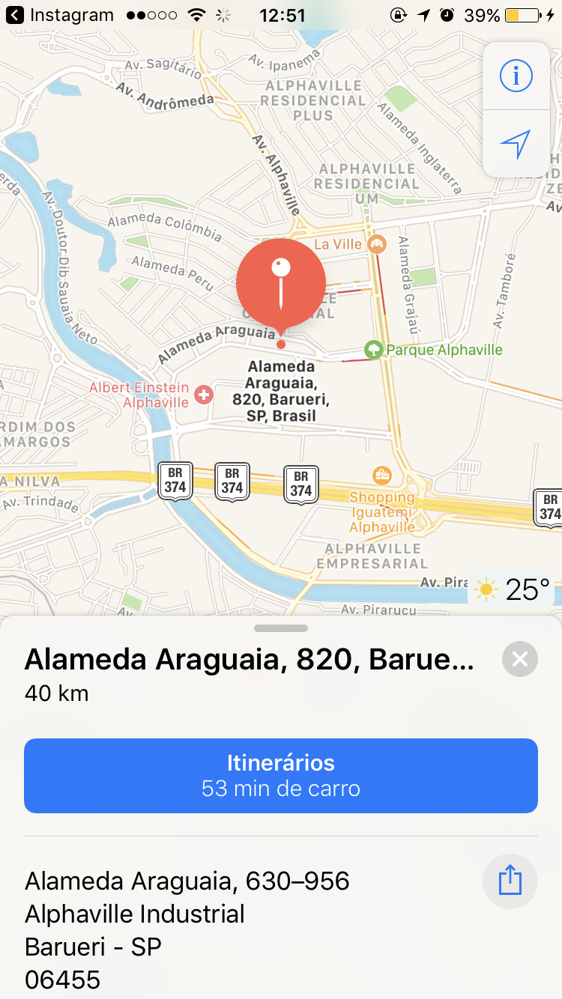 Instagram
12:51
39%
Av. Sagitário
Av. Ipanema
Av. Andrômeda
ALPHAVILLE
RESIDENCIAL
PLUS
Alameda Inglaterra
Av. Alphaville
ALPHAVILLE
RESIDENCIAL
UM
Av. Doutor Dib Sauaia Neto
Alameda Colômbia
La Ville
Alameda Grajaú
Alameda Peru
Av. Tamboré
Alameda Araguaia
Parque Alphaville
Alameda
Araguaia,
820, Barueri,
SP, Brasil
Albert Einstein
Alphaville
RDIM DOS
AMARGOS
A NILVA
BR
374
BR
374
BR
374
BR
374
Av. Trindade
Shopping
Iguatemi
Alphaville
ALPHAVILLE
EMPRESARIAL
Av. Pira
25°
Av. Pirarucu
Av
Alameda Araguaia, 820, Barue...
40 km
Itinerários
53 min de carro
Alameda Araguaia, 630–956
Alphaville Industrial
Barueri - SP
06455